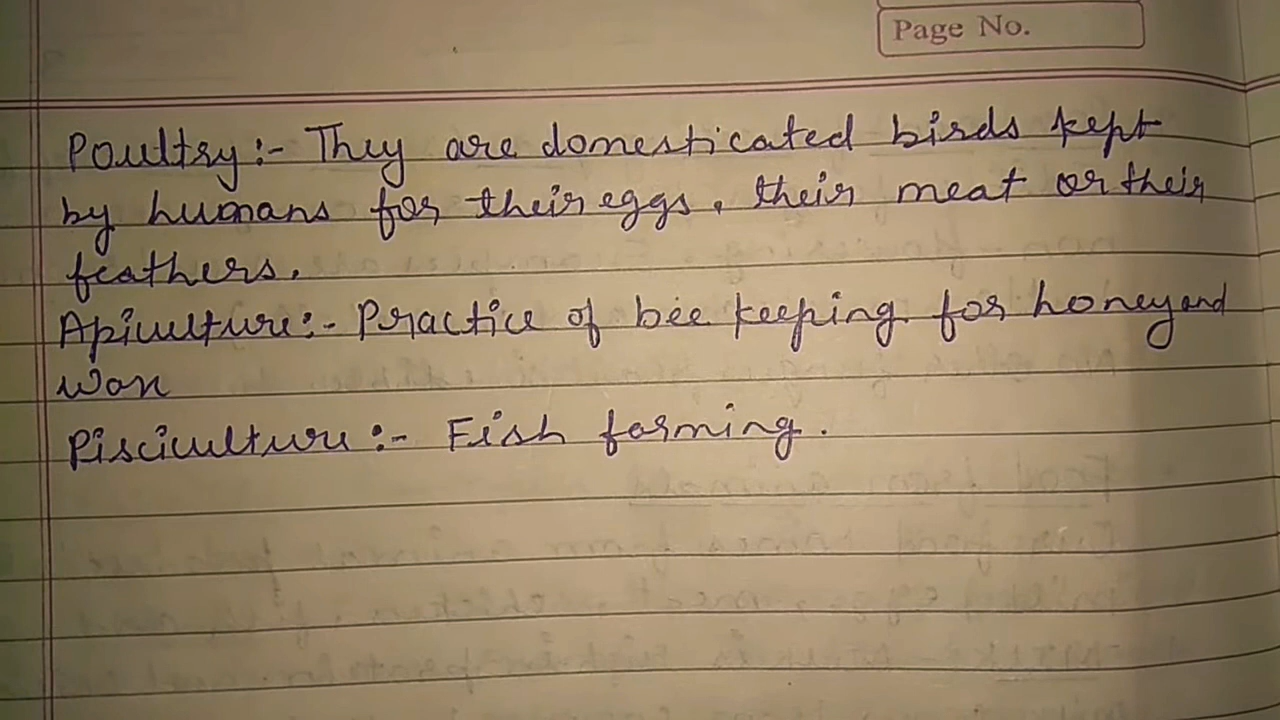 Page No.
Poultry:- They are domesticated birds kept
by humans for their eggs, their meat or their
feathers.
Apiculture:- Practice of bee keeping for honey and
wax
Pisciculture:- Fish farming.